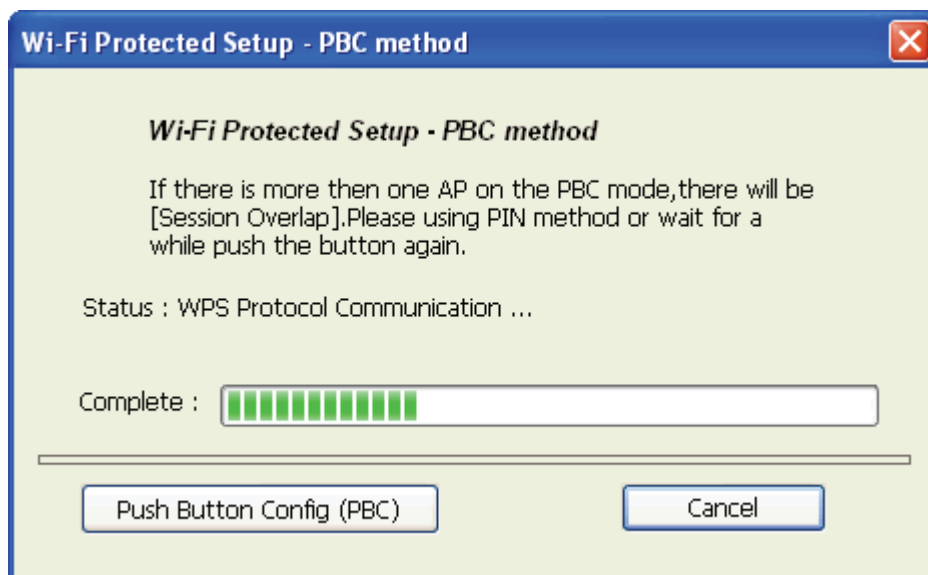 Wi-Fi Protected Setup - PBC method
Wi-Fi Protected Setup - PBC method
If there is more then one AP on the PBC mode,there will be
[Session Overlap].Please using PIN method or wait for a
while push the button again.
Status : WPS Protocol Communication ...
Complete :
Push Button Config (PBC)
Cancel